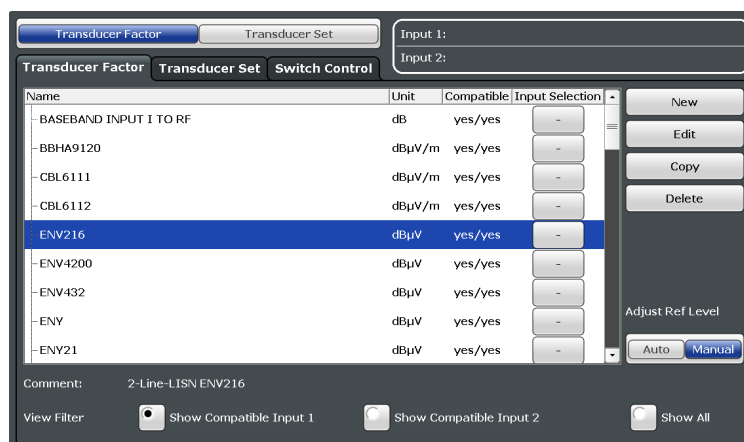 Transducer Factor Transducer Set
Input 1:
Input 2:
Transducer Factor Transducer Set Switch Control
Name Unit Compatible Input Selection
BASEBAND INPUT I TO RF dB yes/yes -
BBHA9120 dBµV/m yes/yes -
CBL6111 dBµV/m yes/yes -
CBL6112 dBµV/m yes/yes -
ENV216 dBµV yes/yes -
ENV4200 dBµV yes/yes -
ENV432 dBµV yes/yes -
ENY dBµV yes/yes -
ENY21 dBµV yes/yes -
New
Edit
Copy
Delete
Adjust Ref Level
Auto Manual
Comment: 2-Line-LISN ENV216
View Filter Show Compatible Input 1 Show Compatible Input 2 Show All